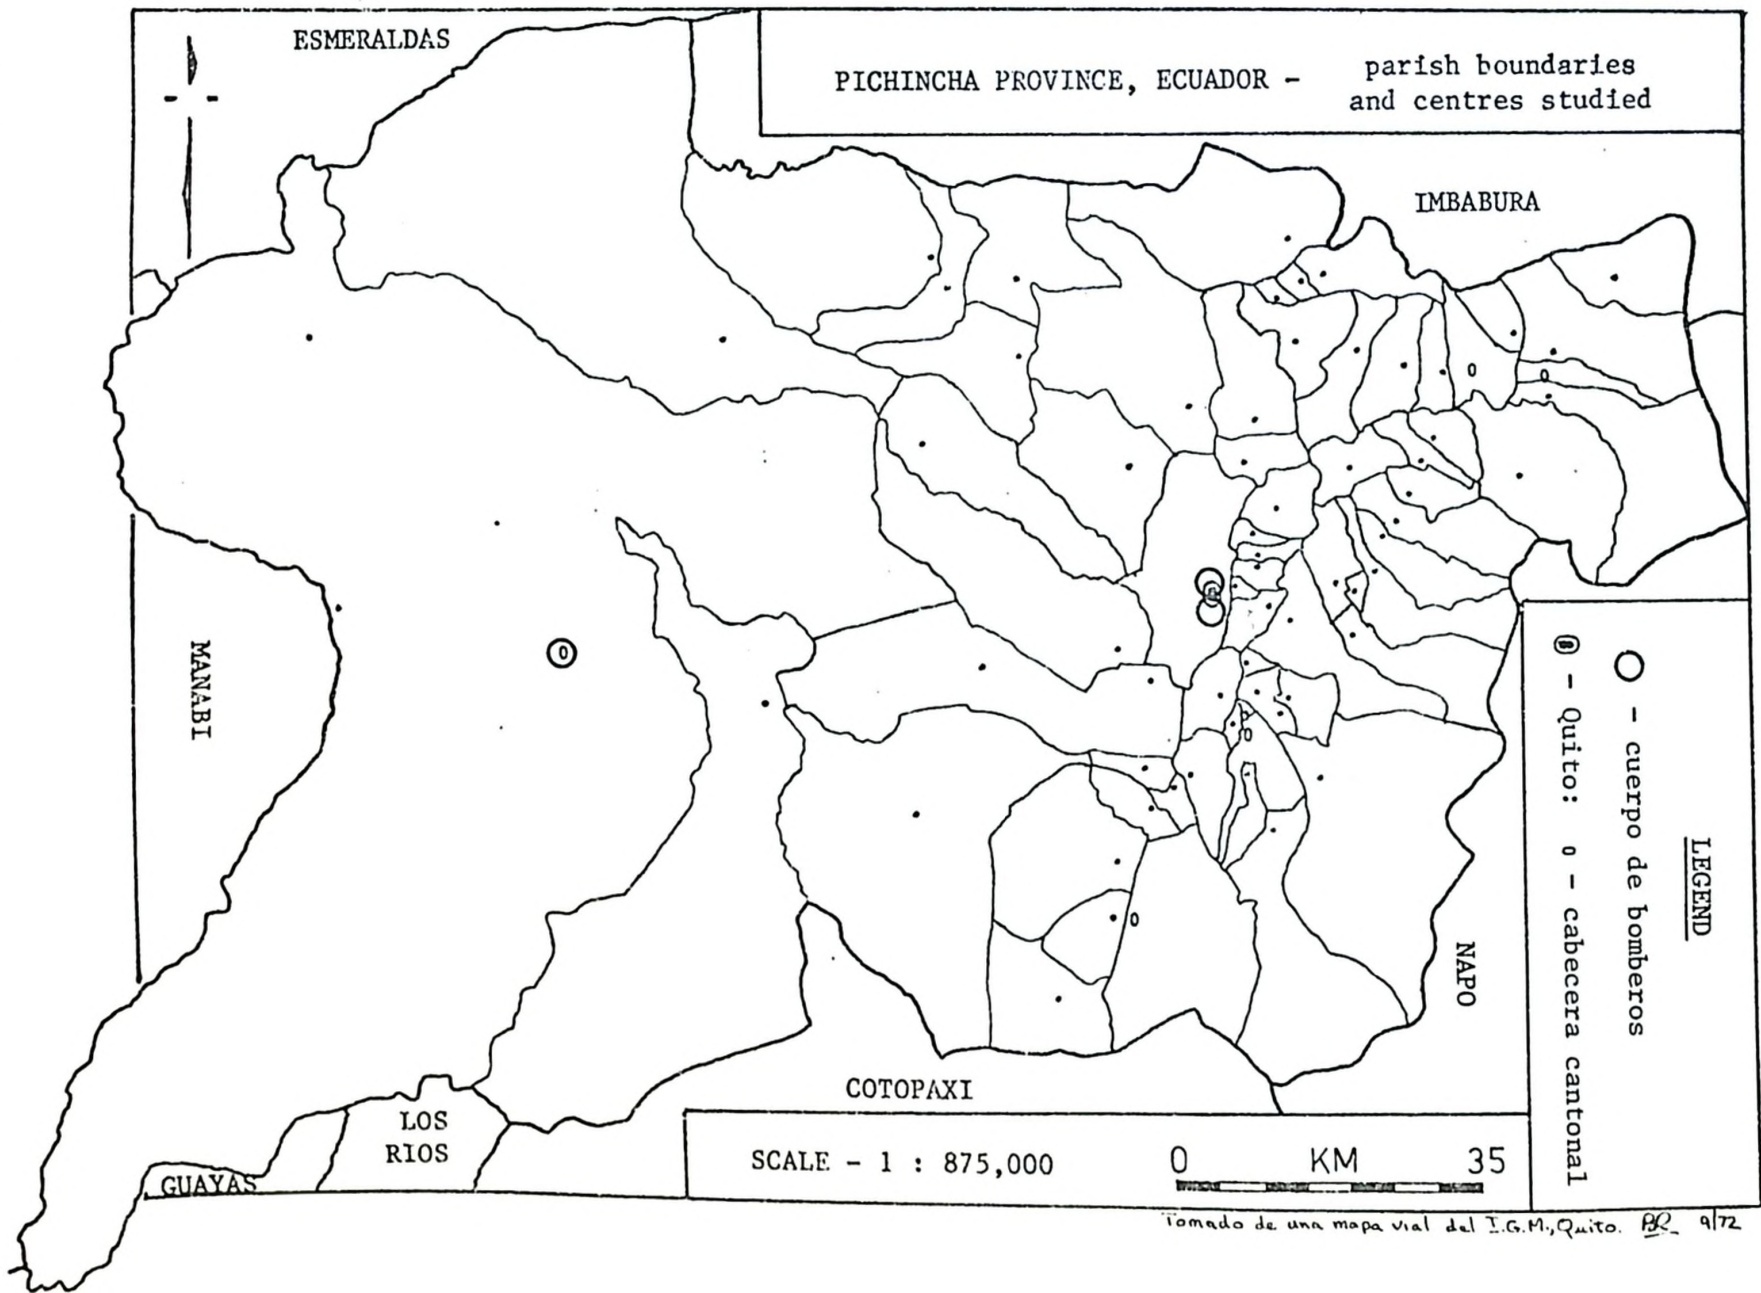 ESMERALDAS
PICHINCHA PROVINCE, ECUADOR - parish boundaries
and centres studied
IMBABURA
MANABI
LEGEND
O - cuerpo de bomberos
- Quito: 0 - cabecera cantonal
NAPO
COTOPAXI
LOS
RIOS
GUAYAS
SCALE - 1 : 875,000
0 KM 35
Tomado de una mapa vial del I.G.M., Quito. 9/72